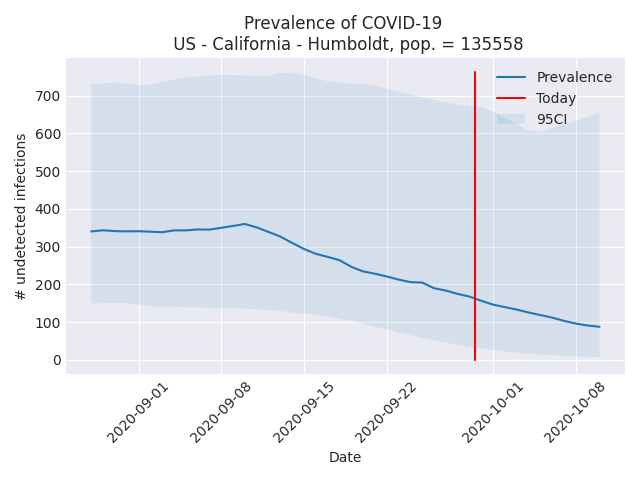 Prevalence of COVID-19
US - California - Humboldt, pop. = 135558
Prevalence
Today
95CI
# undetected infections
700
600
500
400
300
200
100
0
2020-09-01
2020-09-08
2020-09-15
2020-09-22
2020-10-01
2020-10-08
Date